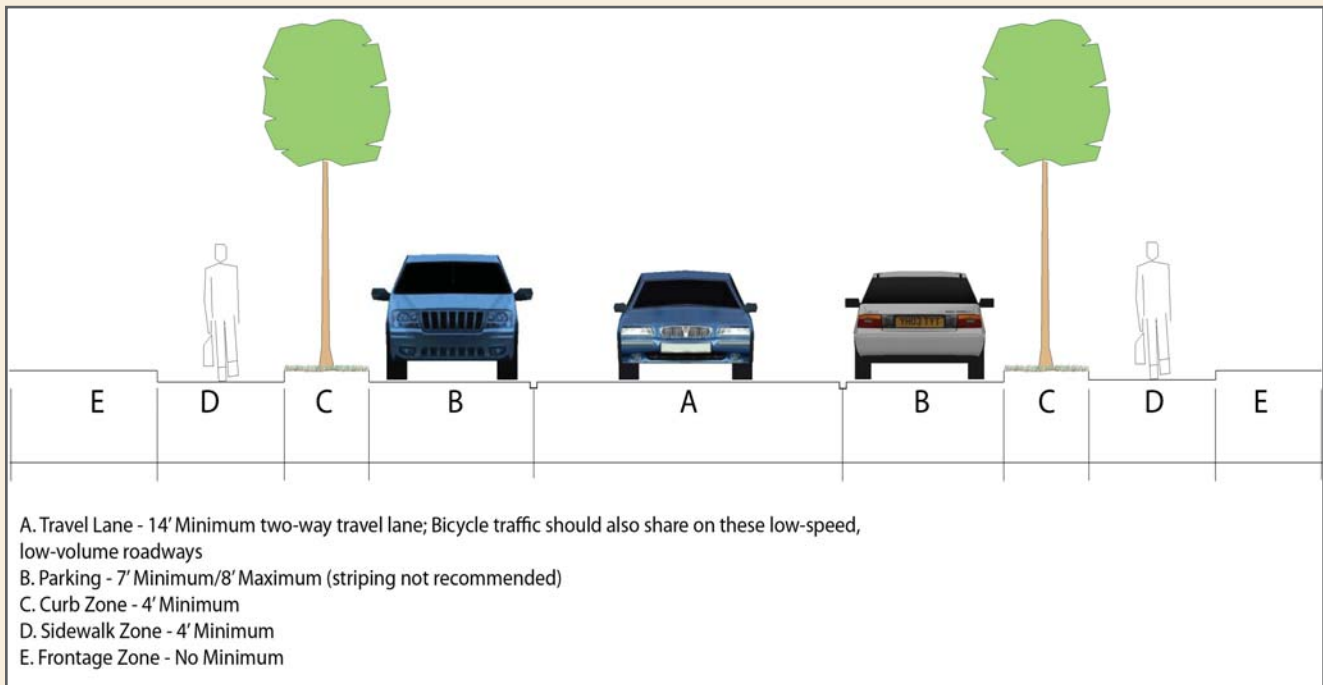 E D C B A B C D E
A. Travel Lane - 14' Minimum two-way travel lane; Bicycle traffic should also share on these low-speed,
low-volume roadways
B. Parking - 7' Minimum/8' Maximum (striping not recommended)
C. Curb Zone - 4' Minimum
D. Sidewalk Zone - 4' Minimum
E. Frontage Zone - No Minimum